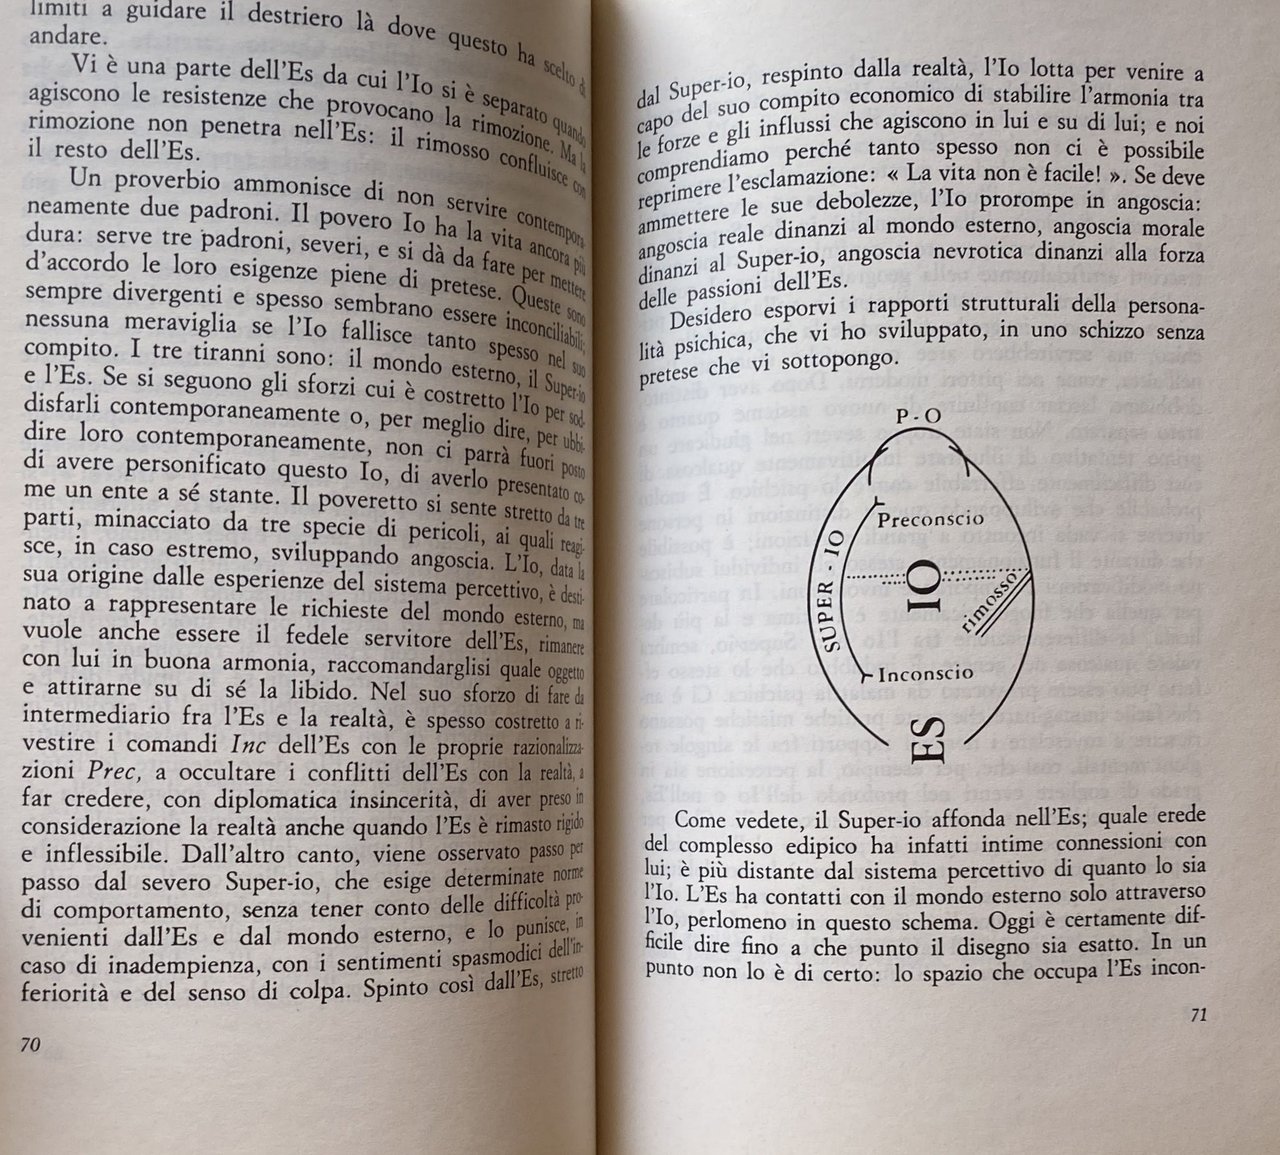 limiti a guidare il destriero là dove questo ha scelto di
andare.
Vi è una parte dell'Es da cui l'Io si è separato quando
agiscono le resistenze che provocano la rimozione. Ma la
rimozione non penetra nell'Es: il rimosso confluisce con
il resto dell'Es.
Un proverbio ammonisce di non servire contempora-
neamente due padroni. Il povero Io ha la vita ancora più
dura: serve tre padroni, severi, e si dà da fare per mettere
d'accordo le loro esigenze piene di pretese. Queste sono
sempre divergenti e spesso sembrano essere inconciliabili;
nessuna meraviglia se l'Io fallisce tanto spesso nel suo
compito. I tre tiranni sono: il mondo esterno, il Super-io
e l'Es. Se si seguono gli sforzi cui è costretto l'Io per sod-
disfarli contemporaneamente o, per meglio dire, per ubbi-
dire loro contemporaneamente, non ci parrà fuori posto
di avere personificato questo Io, di averlo presentato co-
me un ente a sé stante. Il poveretto si sente stretto da tre
parti, minacciato da tre specie di pericoli, ai quali reagi-
sce, in caso estremo, sviluppando angoscia. L'Io, data la
sua origine dalle esperienze del sistema percettivo, è desti-
nato a rappresentare le richieste del mondo esterno, ma
vuole anche essere il fedele servitore dell'Es, rimanere
con lui in buona armonia, raccomandarglisi quale oggetto
e attirarne su di sé la libido. Nel suo sforzo di fare da
intermediario fra l'Es e la realtà, è spesso costretto a ri-
vestire i comandi Inc dell'Es con le proprie razionalizza-
zioni Prec, a occultare i conflitti dell'Es con la realtà, a
far credere, con diplomatica insincerità, di aver preso in
considerazione la realtà anche quando l'Es è rimasto rigido
e inflessibile. Dall'altro canto, viene osservato passo per
passo dal severo Super-io, che esige determinate norme
di comportamento, senza tener conto delle difficoltà pro-
venienti dall'Es e dal mondo esterno, e lo punisce, in
caso di inadempienza, con i sentimenti spasmodici dell'in-
feriorità e del senso di colpa. Spinto così dall'Es, stretto
70
dal Super-io, respinto dalla realtà, l'Io lotta per venire a
capo del suo compito economico di stabilire l'armonia tra
le forze e gli influssi che agiscono in lui e su di lui; e noi
comprendiamo perché tanto spesso non ci è possibile
reprimere l'esclamazione: « La vita non è facile! ». Se deve
ammettere le sue debolezze, l'Io prorompe in angoscia:
angoscia reale dinanzi al mondo esterno, angoscia morale
dinanzi al Super-io, angoscia nevrotica dinanzi alla forza
delle passioni dell'Es.
Desidero esporvi i rapporti strutturali della persona-
lità psichica, che vi ho sviluppato, in uno schizzo senza
pretese che vi sottopongo.
P-O
Preconscio
SUPER-IO
IO
rimosso
Inconscio
ES
Come vedete, il Super-io affonda nell'Es; quale erede
del complesso edipico ha infatti intime connessioni con
lui; è più distante dal sistema percettivo di quanto lo sia
l'Io. L'Es ha contatti con il mondo esterno solo attraverso
l'Io, perlomeno in questo schema. Oggi è certamente dif-
ficile dire fino a che punto il disegno sia esatto. In un
punto non lo è di certo: lo spazio che occupa l'Es incon-
71